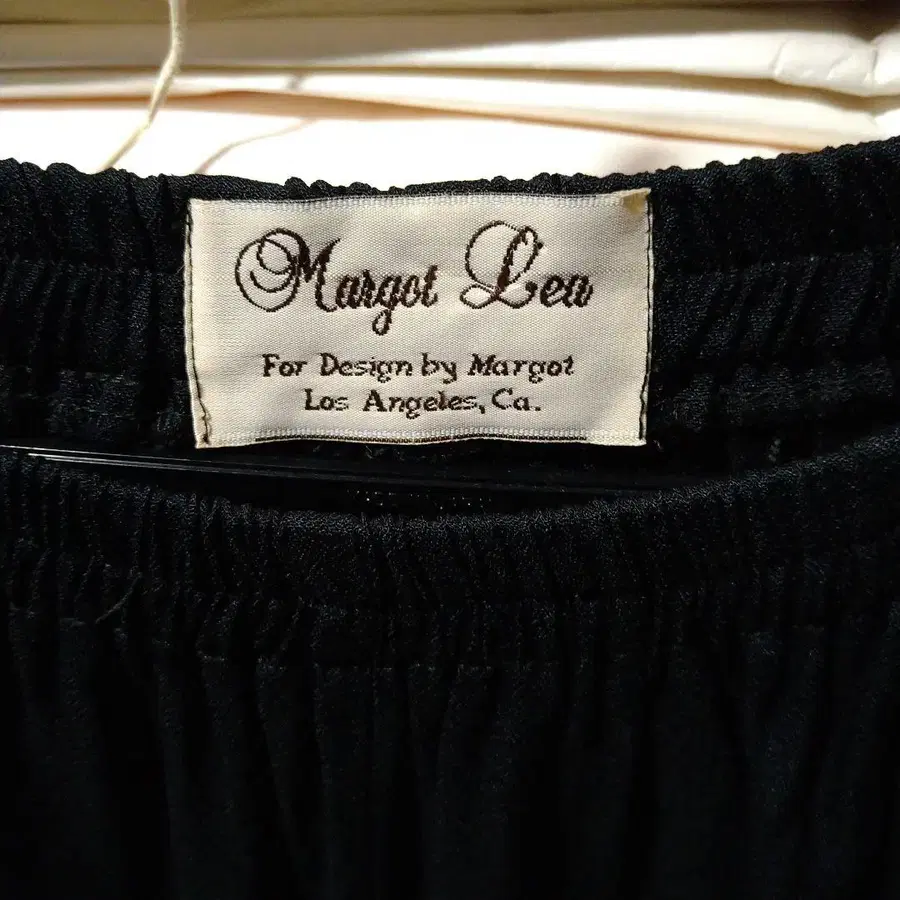 Margot Lea
For Design by Margot
Los Angeles, Ca.